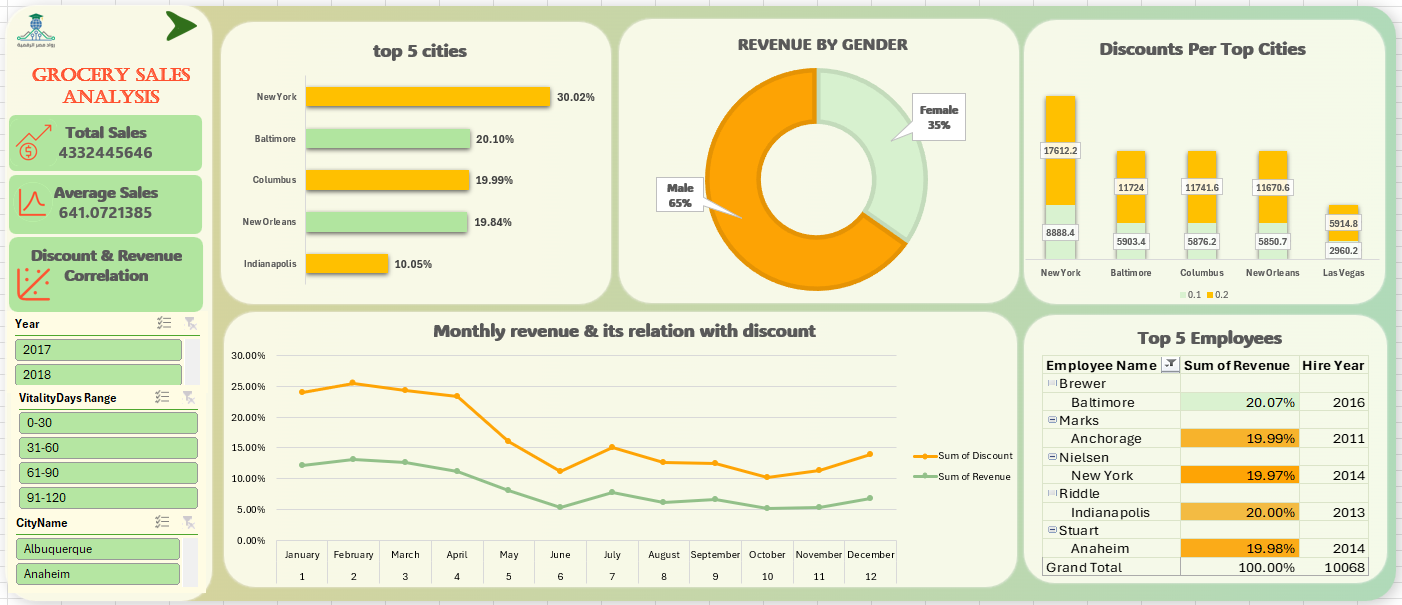 رواد مصر الرقمية
GROCERY SALES
ANALYSIS
Total Sales
4332445646
Average Sales
641.0721385
Discount & Revenue
Correlation
Year
2017
2018
VitalityDays Range
0-30
31-60
61-90
91-120
CityName
Albuquerque
Anaheim
top 5 cities
New York
30.02%
Baltimore
20.10%
Columbus
19.99%
New Orleans
19.84%
Indianapolis
10.05%
REVENUE BY GENDER
Female
35%
Male
65%
Discounts Per Top Cities
17612.2
11724
11741.6
11670.6
5914.8
8888.4
5903.4
5876.2
5850.7
2960.2
New York Baltimore Columbus New Orleans Las Vegas
0.1 0.2
Monthly revenue & its relation with discount
30.00%
25.00%
20.00%
15.00%
10.00%
5.00%
0.00%
January February March April May June July August September October November December
1 2 3 4 5 6 7 8 9 10 11 12
Sum of Discount
Sum of Revenue
Top 5 Employees
Employee Name Sum of Revenue Hire Year
Brewer
Baltimore 20.07% 2016
Marks
Anchorage 19.99% 2011
Nielsen
New York 19.97% 2014
Riddle
Indianapolis 20.00% 2013
Stuart
Anaheim 19.98% 2014
Grand Total 100.00% 10068